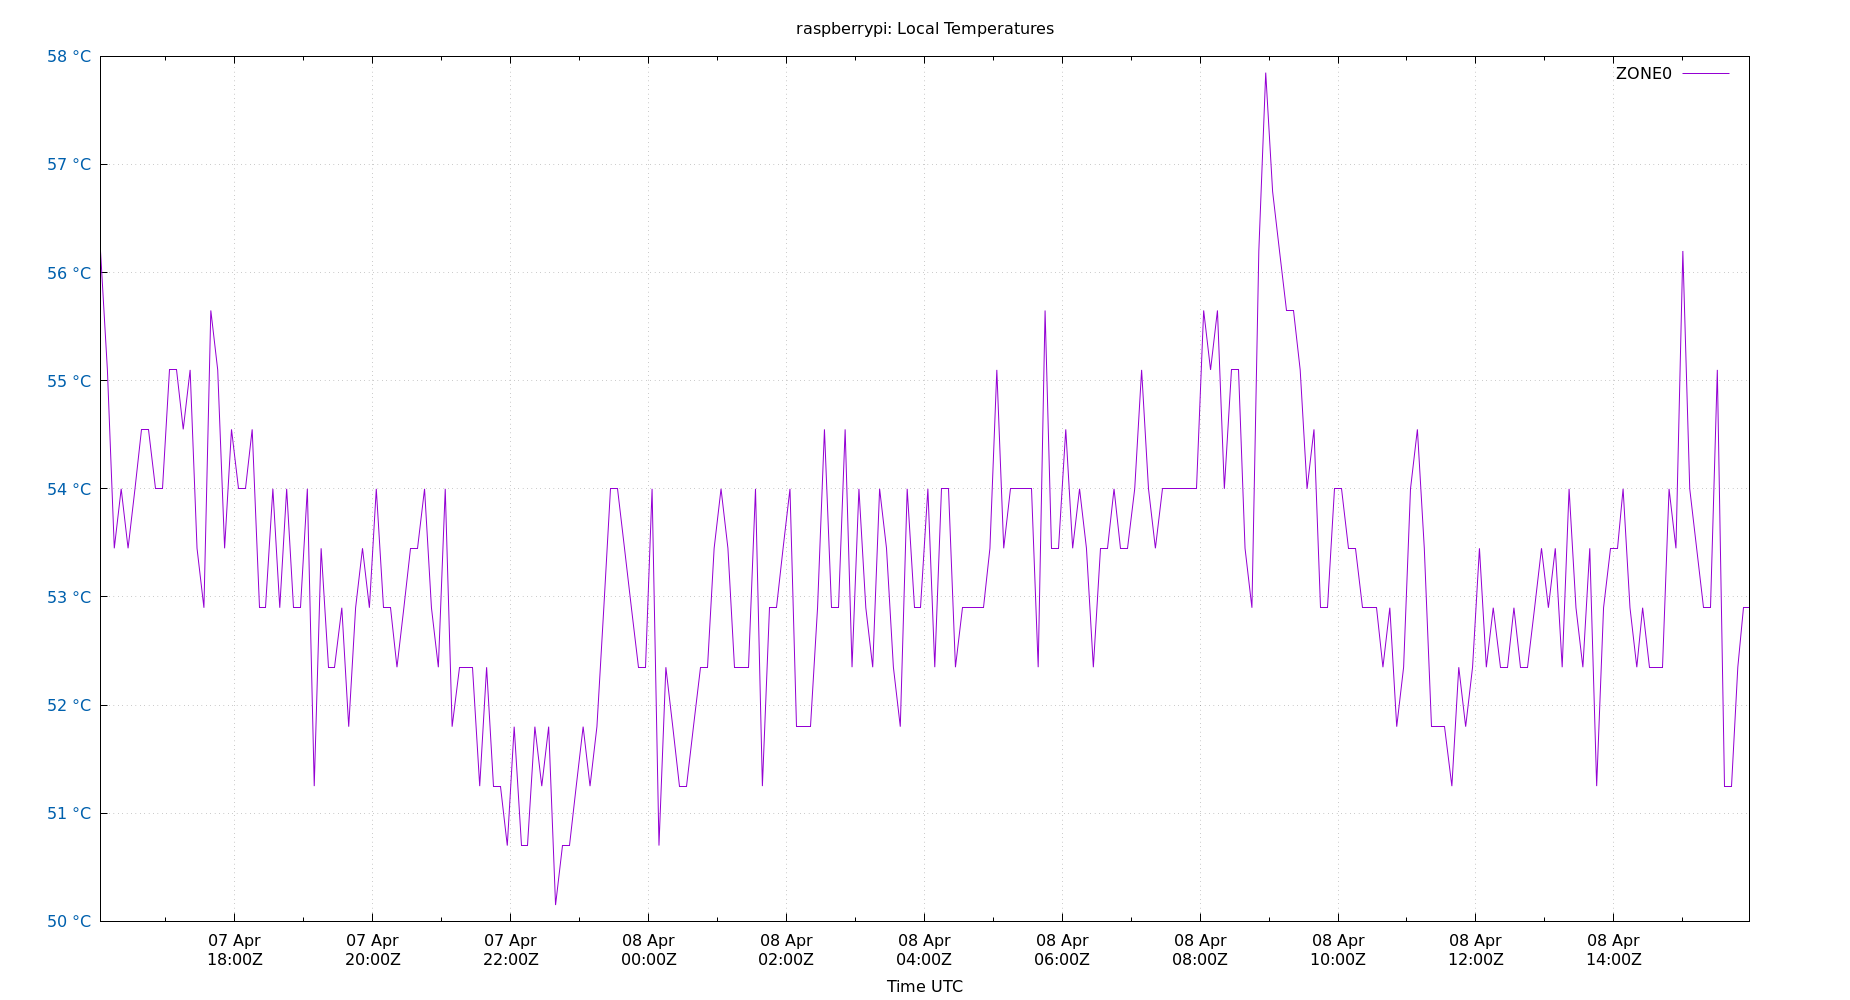 raspberrypi: Local Temperatures
58 °C
ZONE0
57 °C
56 °C
55 °C
54 °C
53 °C
52 °C
51 °C
50 °C
07 Apr 07 Apr 07 Apr 08 Apr 08 Apr 08 Apr 08 Apr 08 Apr 08 Apr 08 Apr 08 Apr
18:00Z 20:00Z 22:00Z 00:00Z 02:00Z 04:00Z 06:00Z 08:00Z 10:00Z 12:00Z 14:00Z
Time UTC